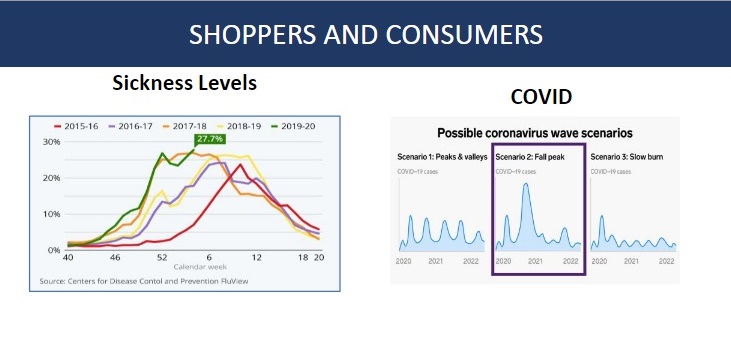 SHOPPERS AND CONSUMERS
Sickness Levels
2015-16 2016-17 2017-18 2018-19 2019-20
27.7%
30%
20%
10%
0%
40 46 52 6 12 18 20
Calendar week
Source: Centers for Disease Contol and Prevention FluView
COVID
Possible coronavirus wave scenarios
Scenario 1: Peaks & valleys
COVID-19 cases
2020 2021 2022
Scenario 2: Fall peak
COVID-19 cases
2020 2021 2022
Scenario 3: Slow burn
COVID-19 cases
2020 2021 2022